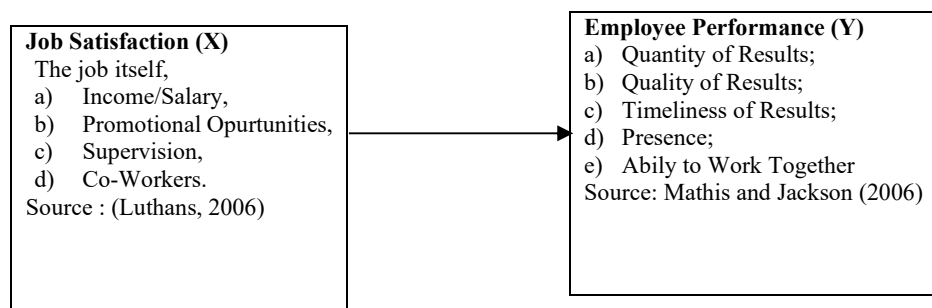 Job Satisfaction (X)
The job itself,
a) Income/Salary,
b) Promotional Opurtunities,
c) Supervision,
d) Co-Workers.
Source : (Luthans, 2006)
Employee Performance (Y)
a) Quantity of Results;
b) Quality of Results;
c) Timeliness of Results;
d) Presence;
e) Abily to Work Together
Source: Mathis and Jackson (2006)